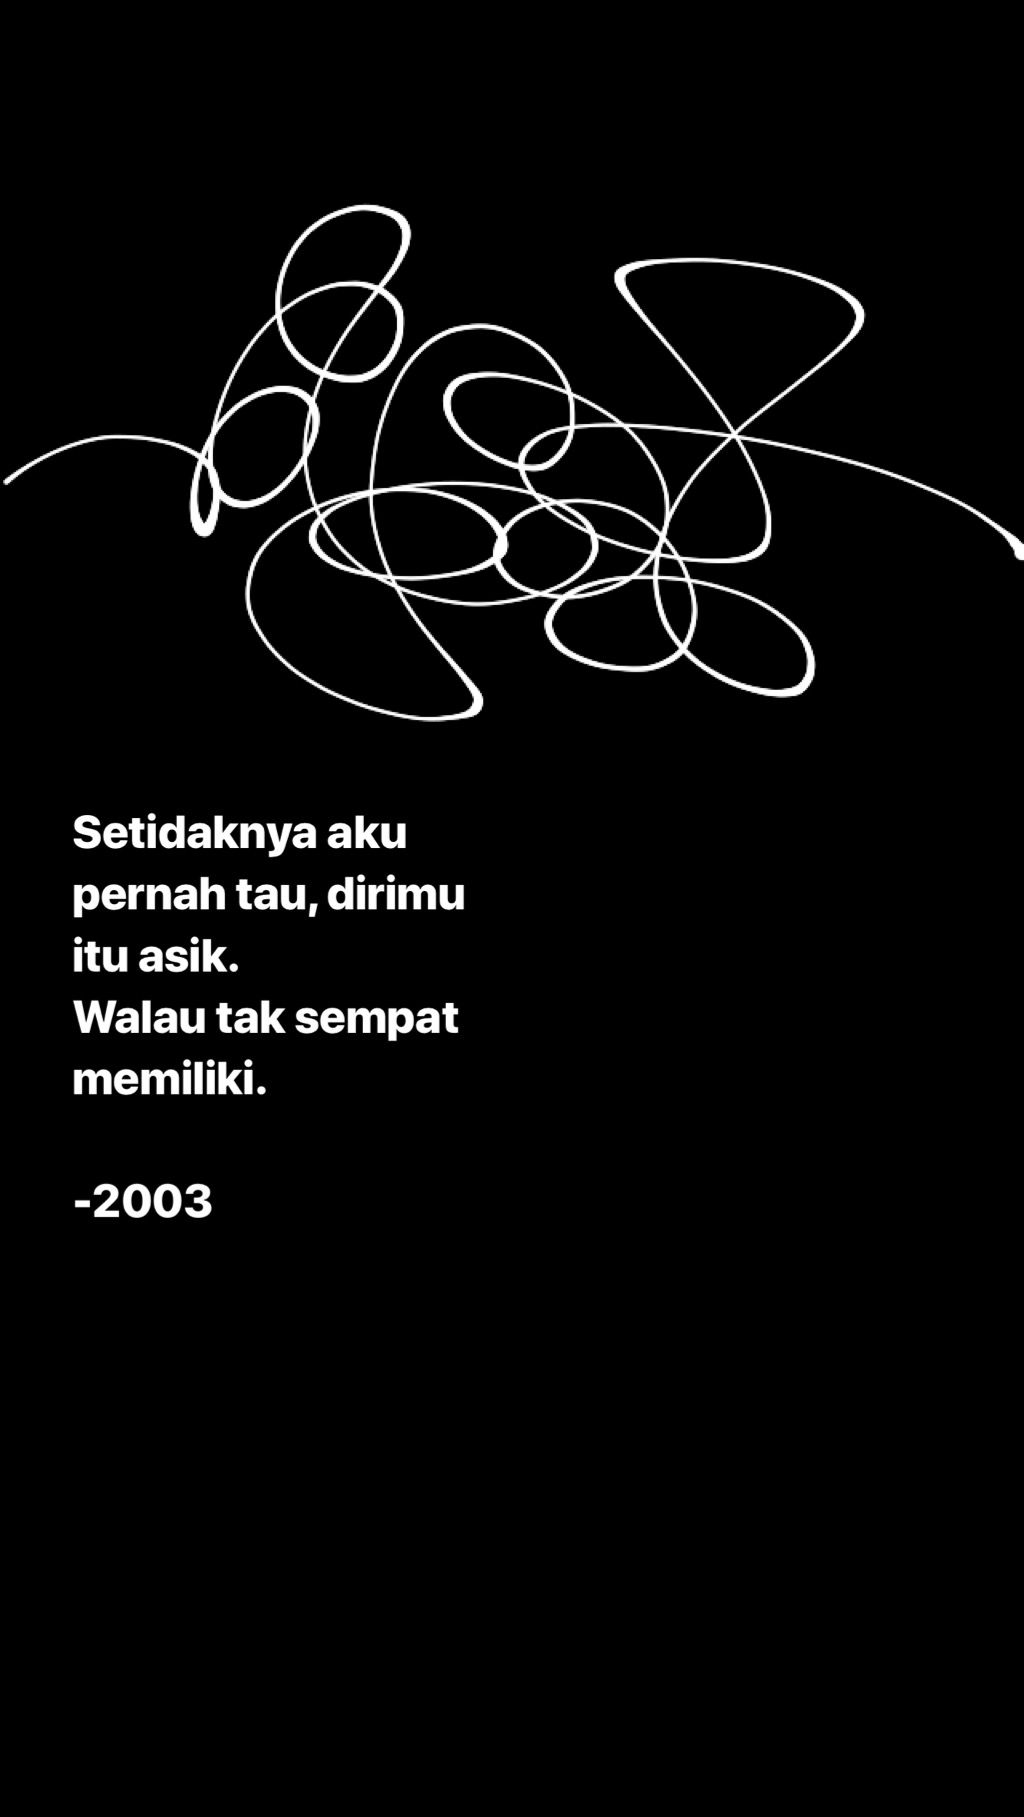 Setidaknya aku
pernah tau, dirimu
itu asik.
Walau tak sempat
memiliki.
-2003